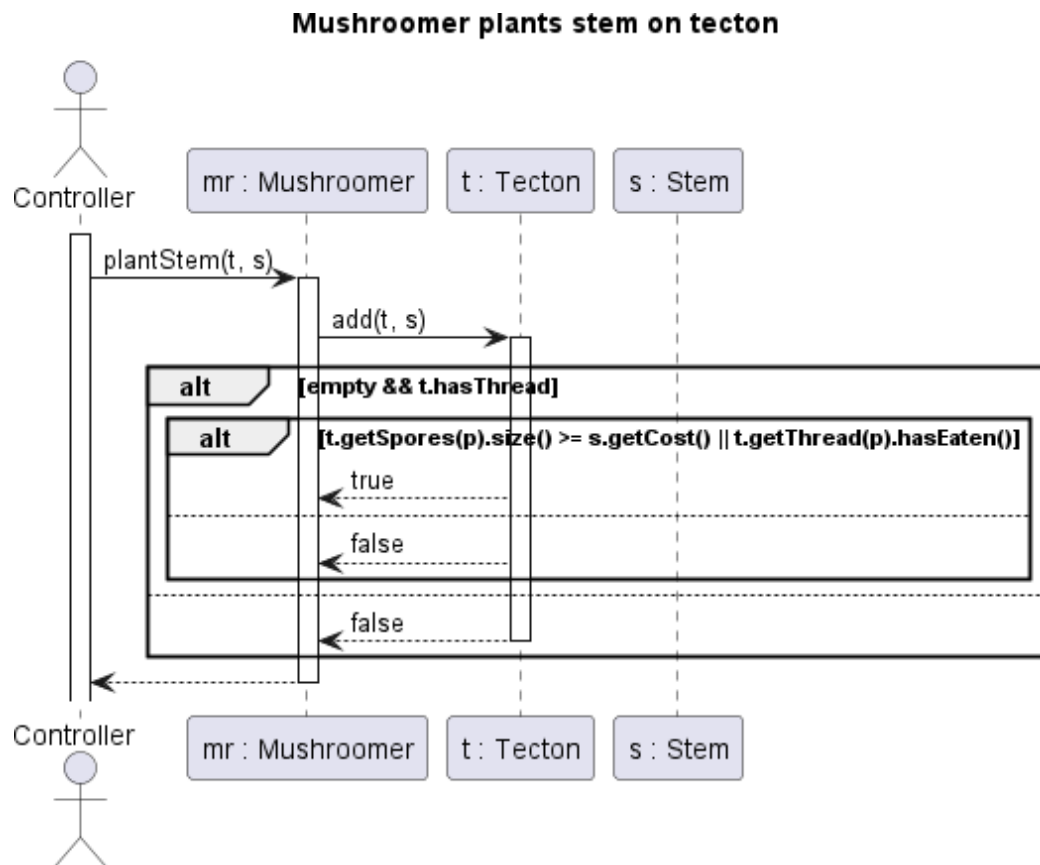 Mushroomer plants stem on tecton
Controller
mr : Mushroomer
t : Tecton
s : Stem
plantStem(t, s)
add(t, s)
alt
[empty && t.hasThread]
alt
[t.getSpores(p).size() >= s.getCost() || t.getThread(p).hasEaten()]
true
false
false
Controller
mr : Mushroomer
t : Tecton
s : Stem